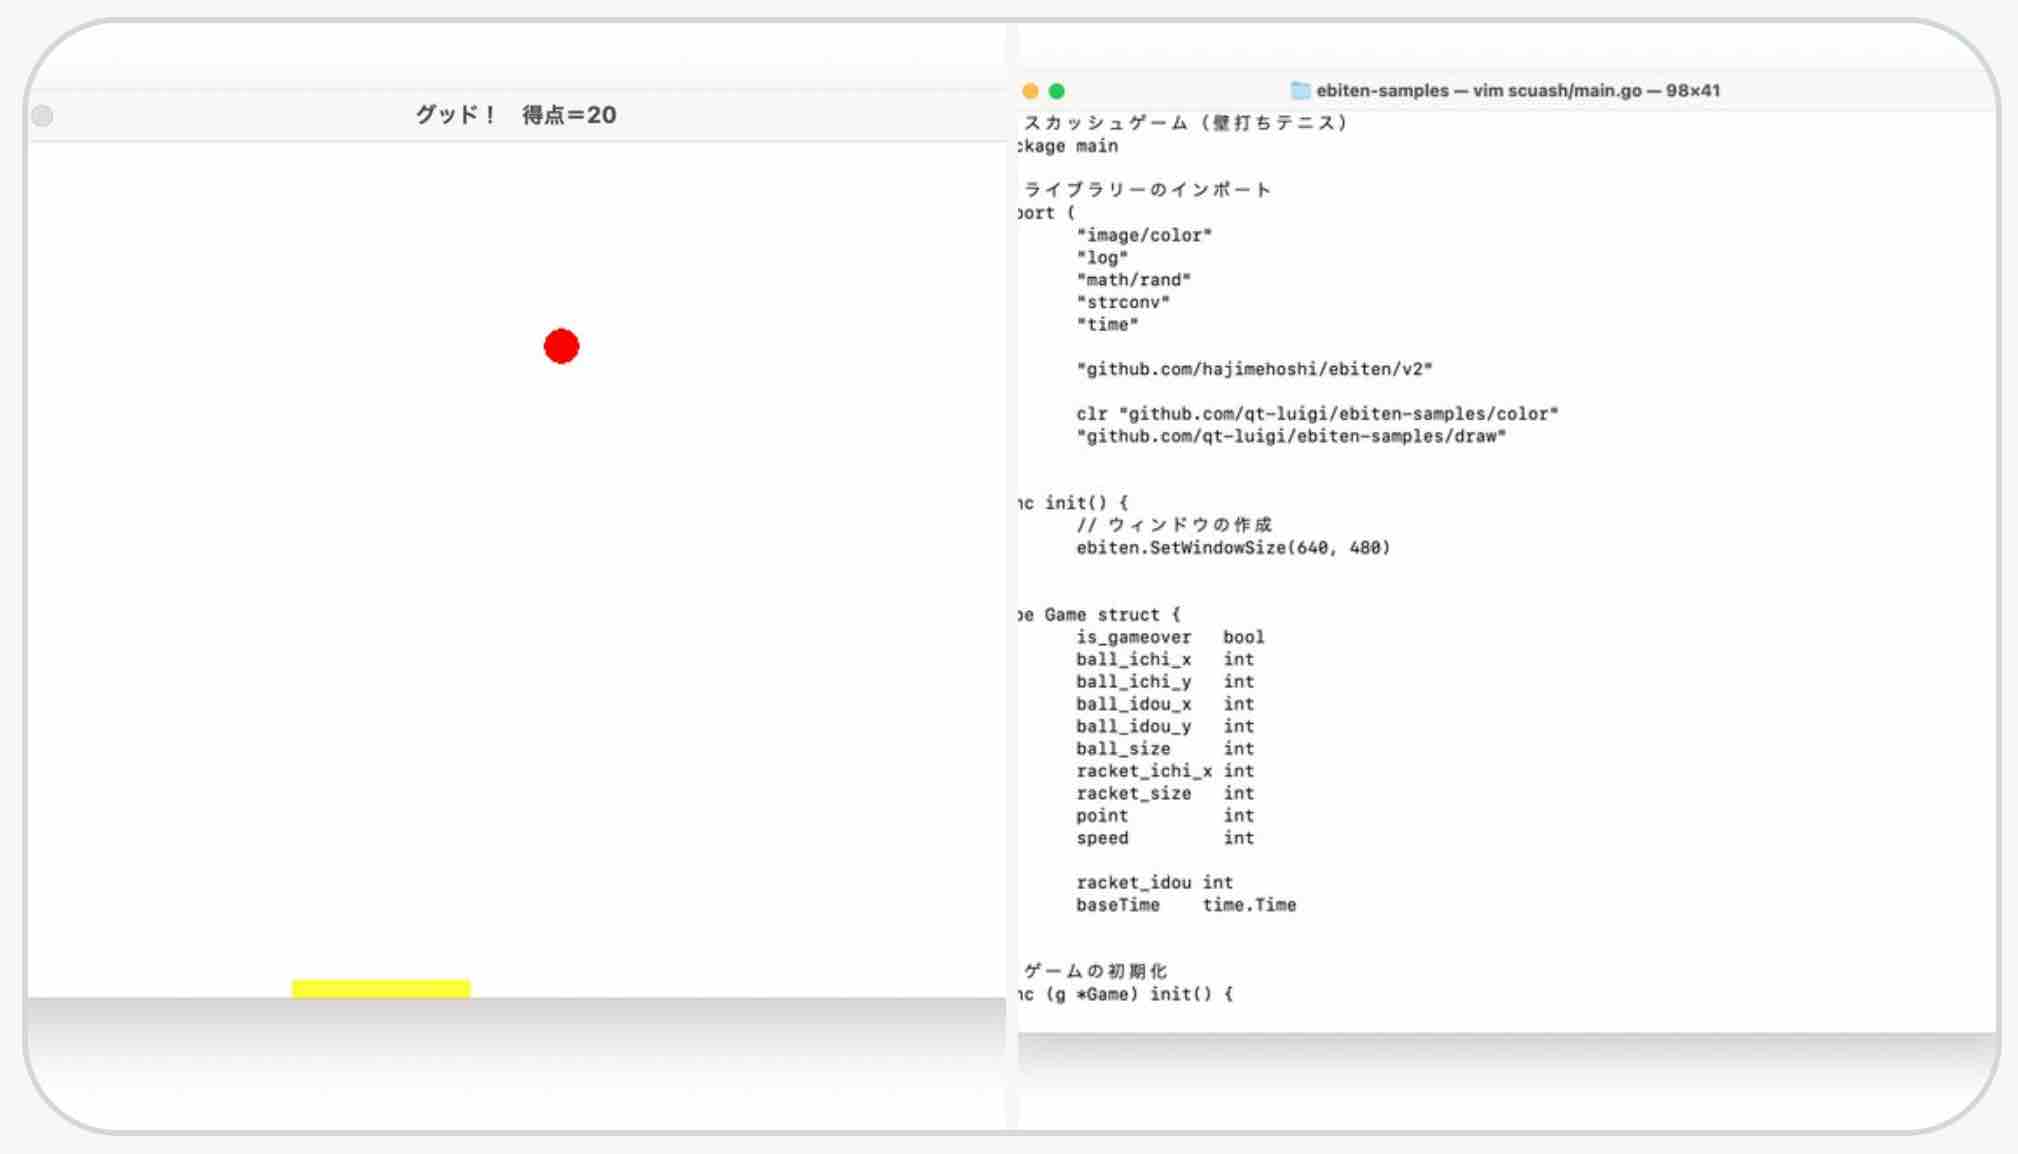 グッド！　得点＝20
ebiten-samples — vim scuash/main.go — 98×41
スカッシュゲーム（壁打ちテニス）
ckage main
ライブラリーのインポート
port (
"image/color"
"log"
"math/rand"
"strconv"
"time"
"github.com/hajimehoshi/ebiten/v2"
clr "github.com/qt-luigi/ebiten-samples/color"
"github.com/qt-luigi/ebiten-samples/draw"
nc init() {
// ウィンドウの作成
ebiten.SetWindowSize(640, 480)
pe Game struct {
is_gameover bool
ball_ichi_x int
ball_ichi_y int
ball_idou_x int
ball_idou_y int
ball_size int
racket_ichi_x int
racket_size int
point int
speed int
racket_idou int
baseTime time.Time
ゲームの初期化
nc (g *Game) init() {